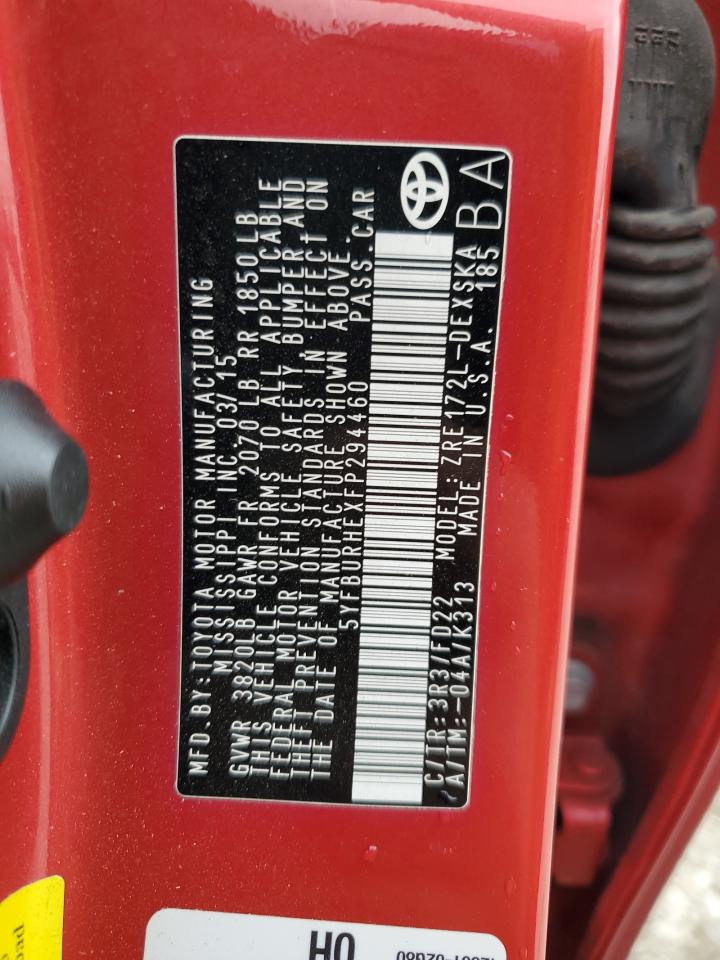 MFD. BY: TOYOTA MOTOR MANUFACTURING
MISSISSIPPI INC. 03/15
GVWR 3820LB GAWR FR 2070 LB RR 1850 LB
THIS VEHICLE CONFORMS TO ALL APPLICABLE
FEDERAL MOTOR VEHICLE SAFETY, BUMPER AND
THEFT PREVENTION STANDARDS IN EFFECT ON
THE DATE OF MANUFACTURE SHOWN ABOVE.
5YFBURHEXFP294460 PASS. CAR
C/TR: 3R3/FD22 MODEL: ZRE172L-DEXSKA
A/TM: -04A/K313 MADE IN U.S.A. 185
BA